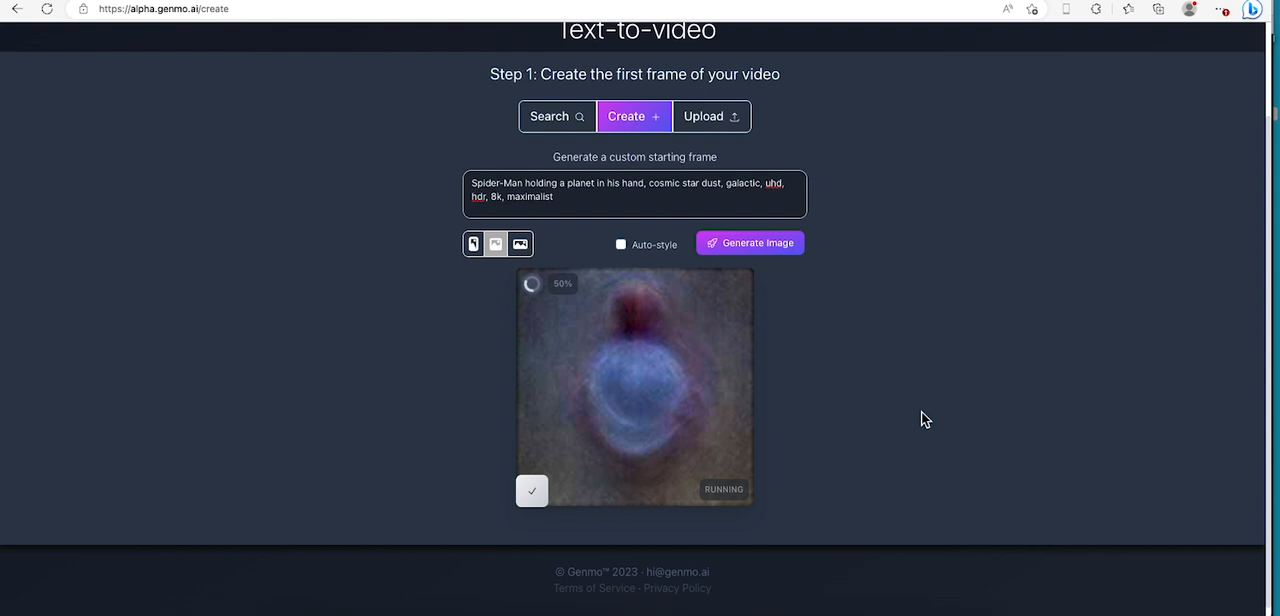 https://alpha.genmo.ai/create
Text-to-video
Step 1: Create the first frame of your video
Search
Create
Upload
Generate a custom starting frame
Spider-Man holding a planet in his hand, cosmic star dust, galactic, uhd,
hdr, 8k, maximalist
Auto-style
Generate Image
50%
RUNNING
© Genmo™ 2023 · hi@genmo.ai
Terms of Service · Privacy Policy